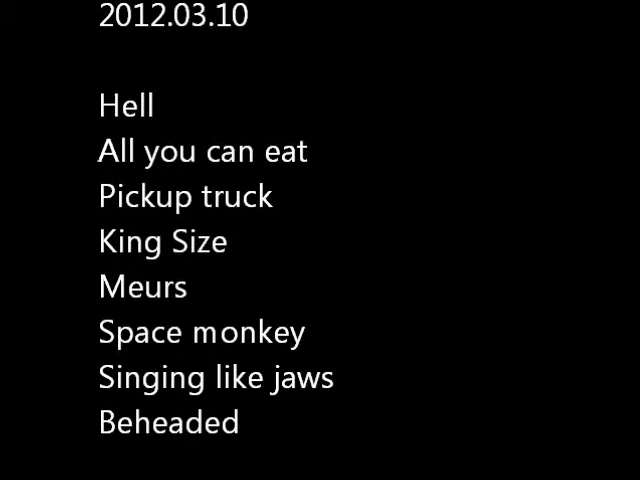 2012.03.10
Hell
All you can eat
Pickup truck
King Size
Meurs
Space monkey
Singing like jaws
Beheaded